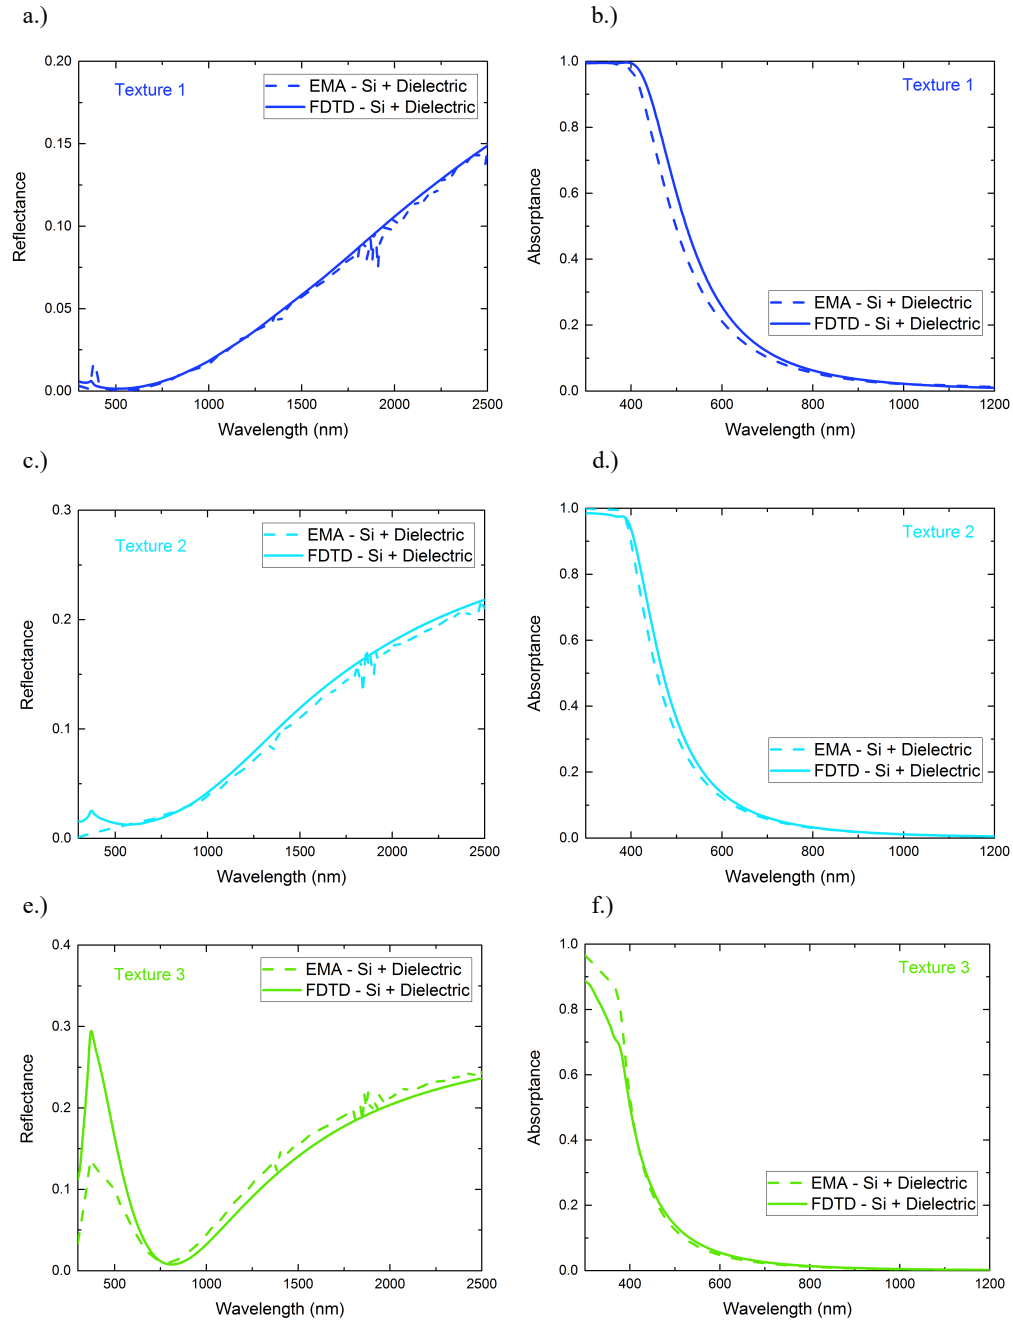 a.)
b.)
0.20
0.15
0.10
0.05
0.00
Reflectance
Texture 1
EMA - Si + Dielectric
FDTD - Si + Dielectric
500 1000 1500 2000 2500
Wavelength (nm)
1.0
0.8
0.6
0.4
0.2
0.0
Absorptance
Texture 1
EMA - Si + Dielectric
FDTD - Si + Dielectric
400 600 800 1000 1200
Wavelength (nm)
c.)
d.)
0.3
0.2
0.1
0.0
Reflectance
Texture 2
EMA - Si + Dielectric
FDTD - Si + Dielectric
500 1000 1500 2000 2500
Wavelength (nm)
1.0
0.8
0.6
0.4
0.2
0.0
Absorptance
Texture 2
EMA - Si + Dielectric
FDTD - Si + Dielectric
400 600 800 1000 1200
Wavelength (nm)
e.)
f.)
0.4
0.3
0.2
0.1
0.0
Reflectance
Texture 3
EMA - Si + Dielectric
FDTD - Si + Dielectric
500 1000 1500 2000 2500
Wavelength (nm)
1.0
0.8
0.6
0.4
0.2
0.0
Absorptance
Texture 3
EMA - Si + Dielectric
FDTD - Si + Dielectric
400 600 800 1000 1200
Wavelength (nm)